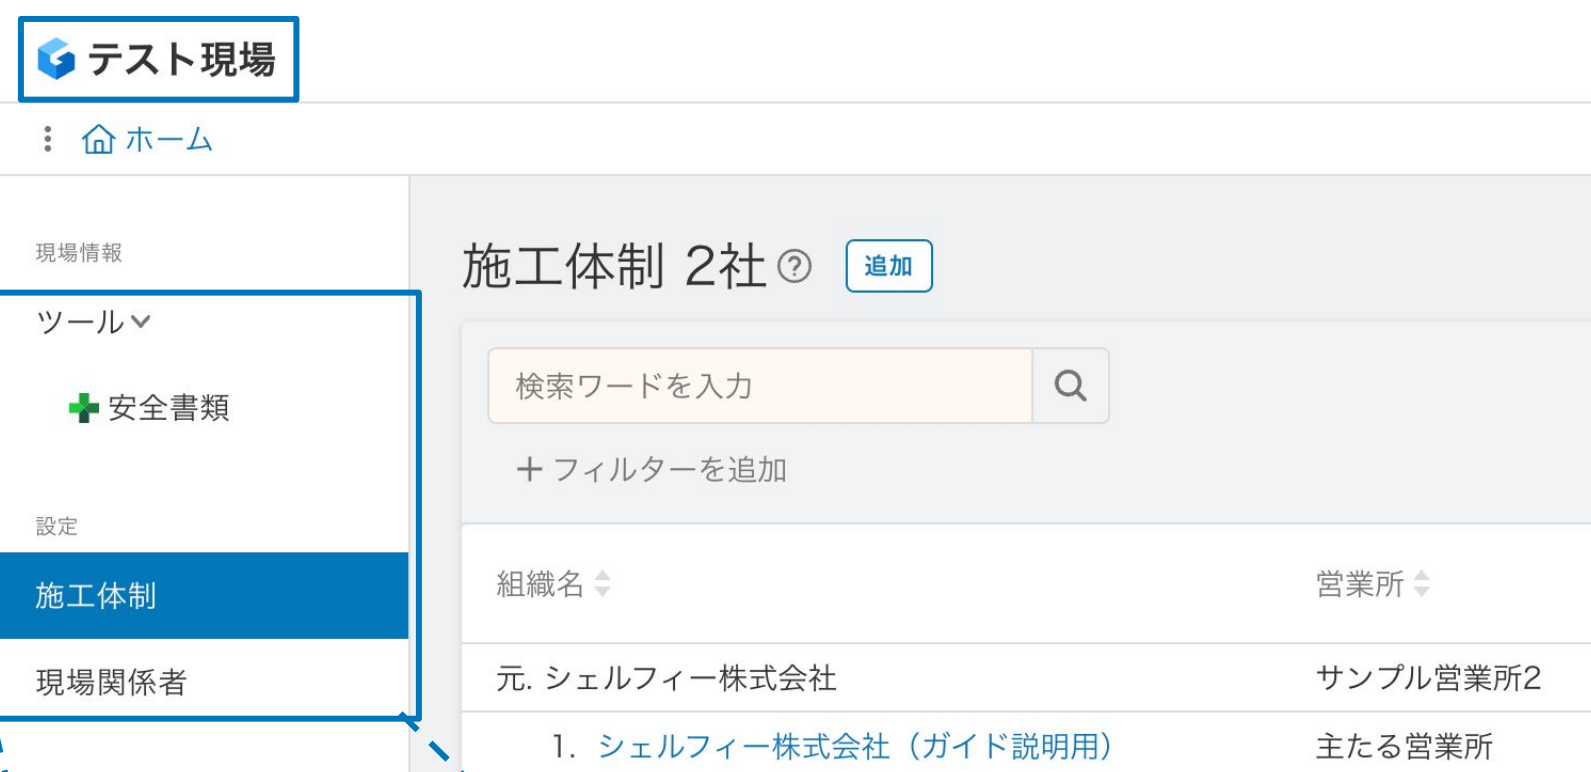 テスト現場
ホーム
現場情報
ツール
安全書類
設定
施工体制
現場関係者
施工体制 2社 ? 追加
検索ワードを入力
+ フィルターを追加
組織名 営業所
元. シェルフィー株式会社 サンプル営業所2
1. シェルフィー株式会社（ガイド説明用） 主たる営業所